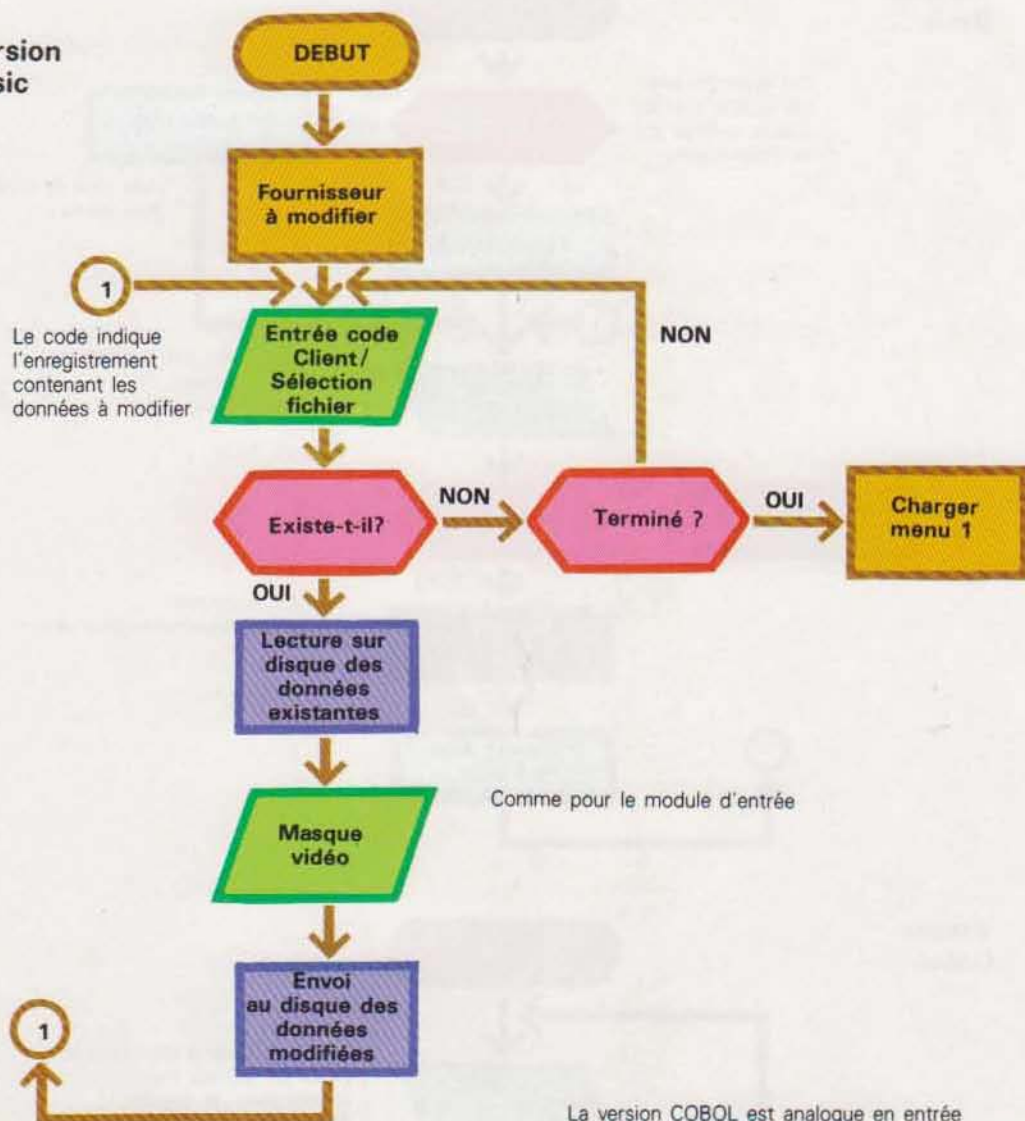 rsion
sic
DEBUT
Fournisseur
à modifier
1
Le code indique
l'enregistrement
contenant les
données à modifier
Entrée code
Client/
Sélection
fichier
NON
Existe-t-il?
NON
Terminé ?
OUI
Charger
menu 1
OUI
Lecture sur
disque des
données
existantes
Masque
vidéo
Comme pour le module d'entrée
Envoi
au disque des
données
modifiées
1
La version COBOL est analogue en entrée